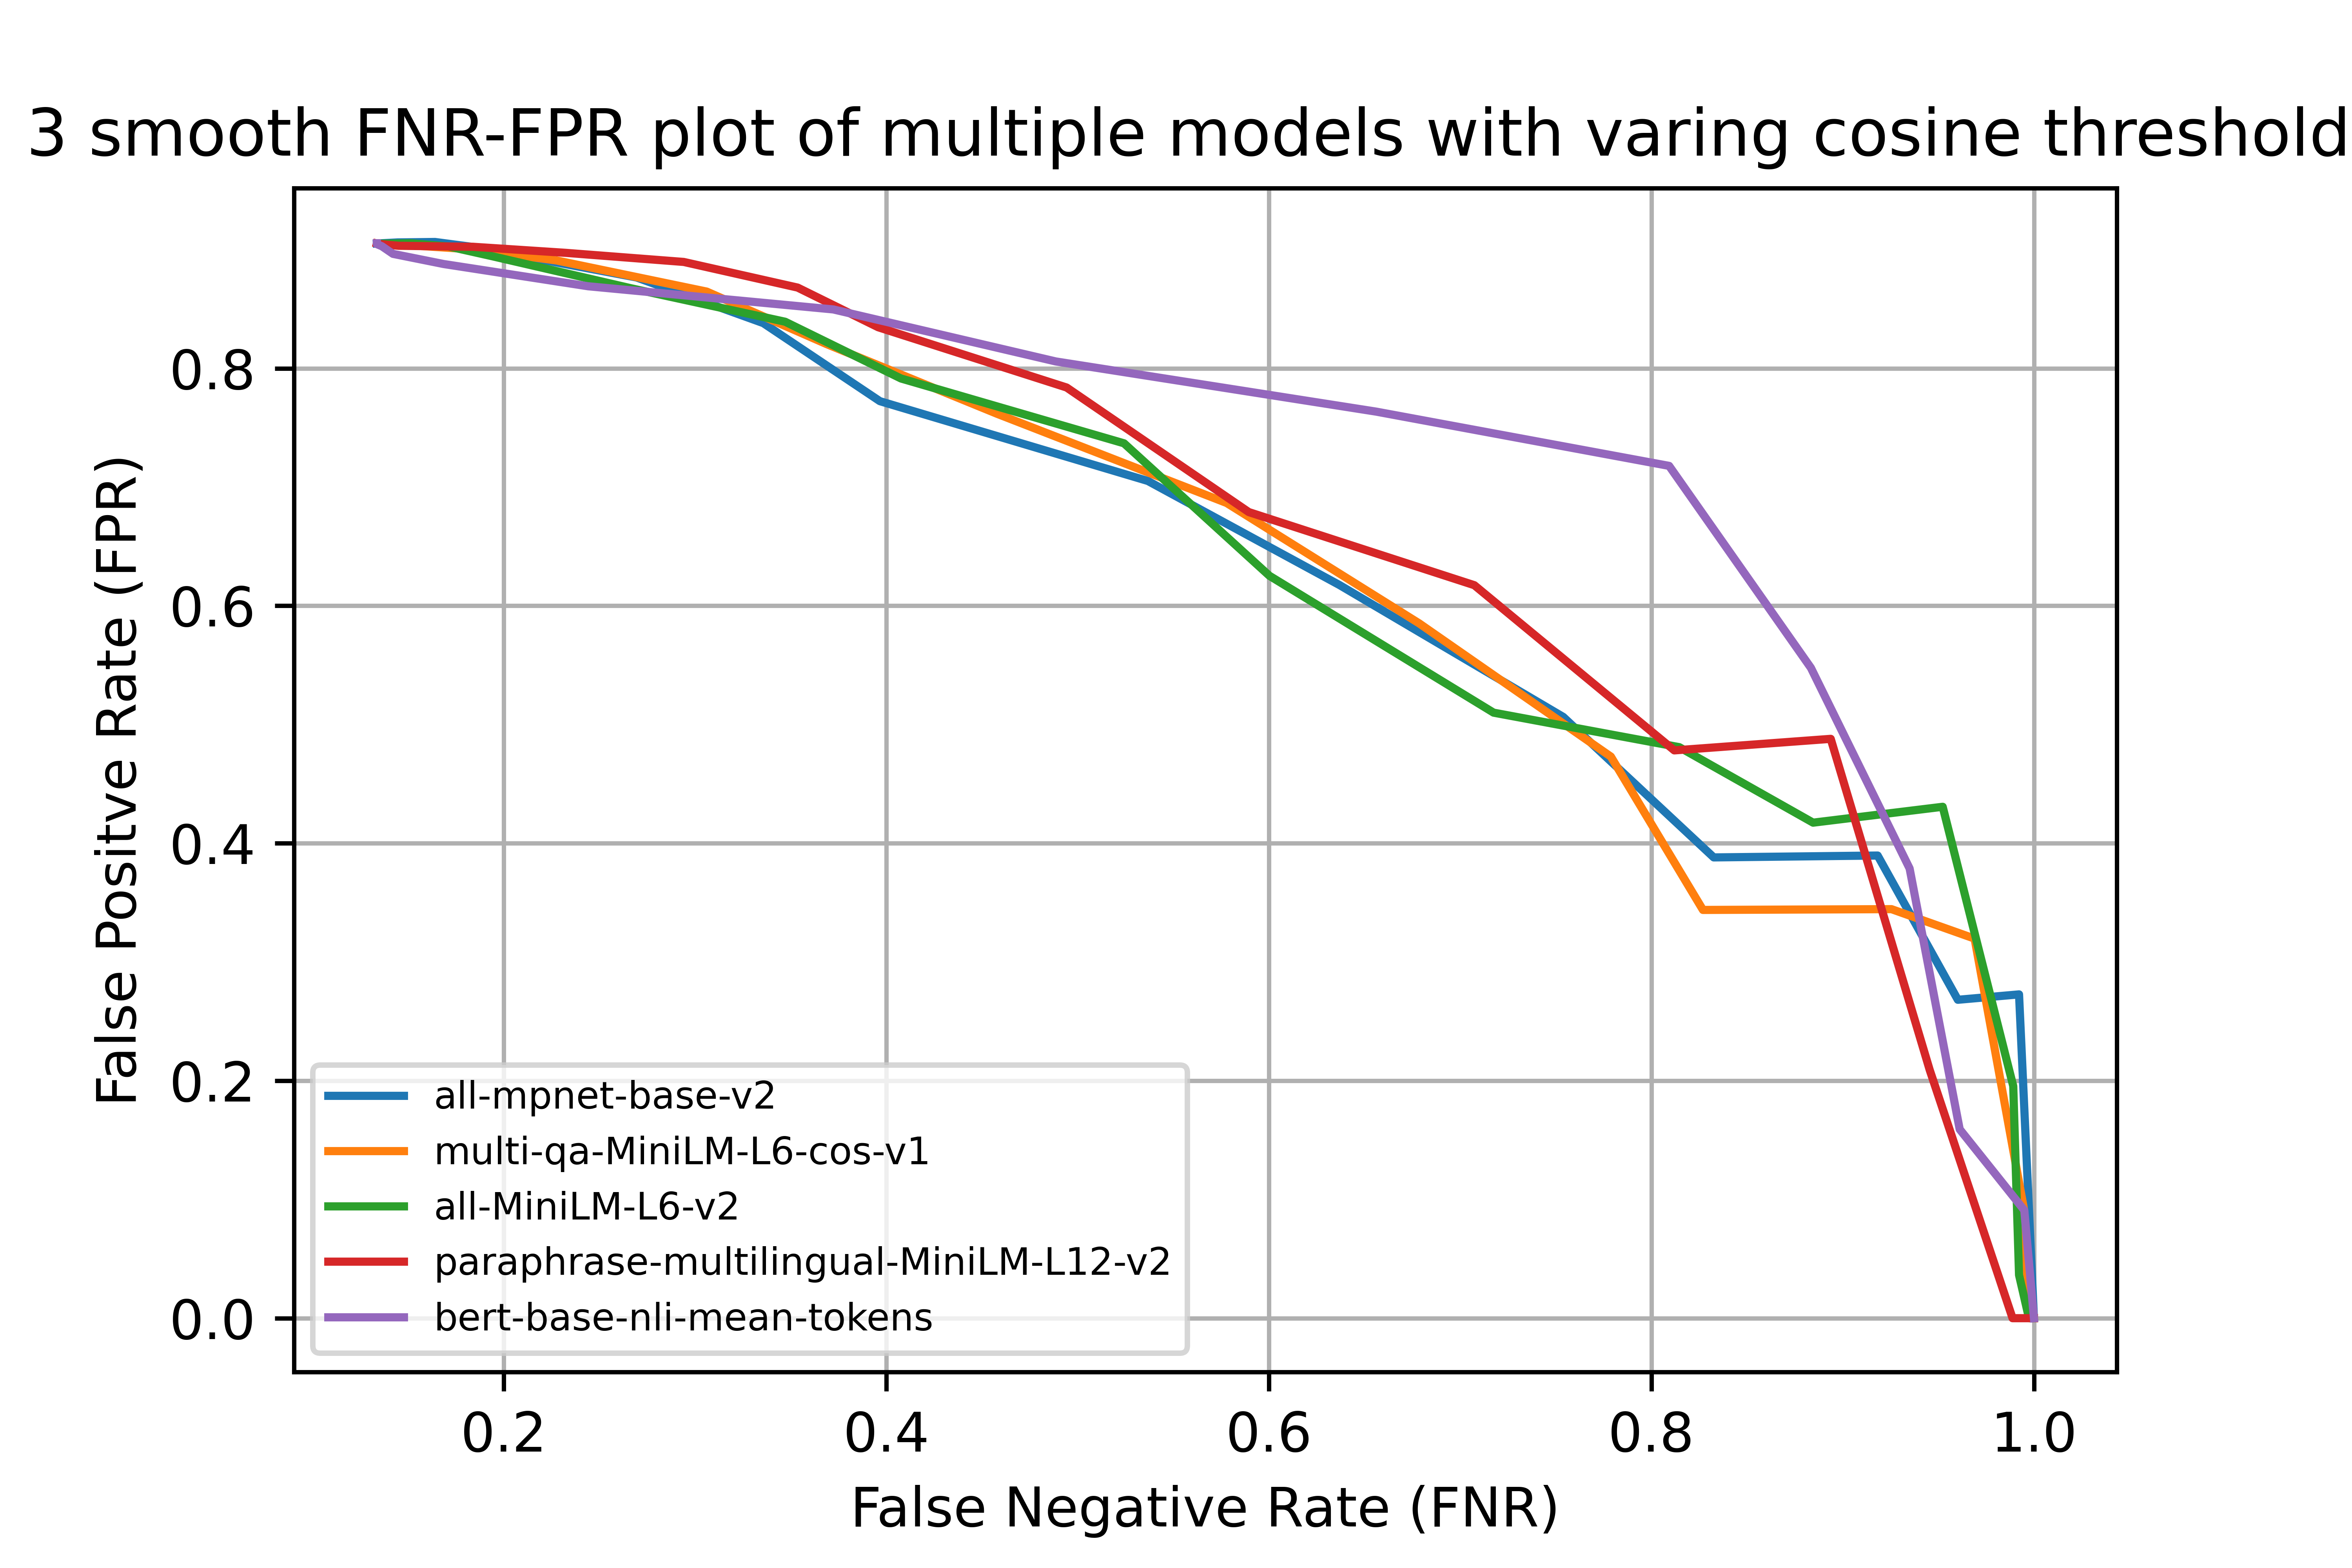 3 smooth FNR-FPR plot of multiple models with varing cosine threshold
False Positive Rate (FPR)
0.8
0.6
0.4
0.2
0.0
all-mpnet-base-v2
multi-qa-MiniLM-L6-cos-v1
all-MiniLM-L6-v2
paraphrase-multilingual-MiniLM-L12-v2
bert-base-nli-mean-tokens
0.2 0.4 0.6 0.8 1.0
False Negative Rate (FNR)